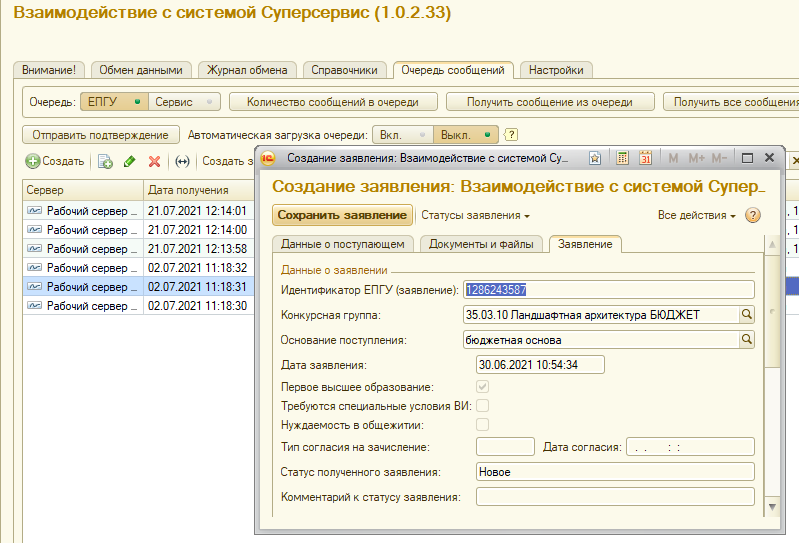 Взаимодействие с системой Суперсервис (1.0.2.33)
Внимание! Обмен данными Журнал обмена Справочники Очередь сообщений Настройки
Очередь: ЕПГУ Сервис Количество сообщений в очереди Получить сообщение из очереди Получить все сообщения
Отправить подтверждение Автоматическая загрузка очереди: Вкл. Выкл. ?
Создать Создать з
Сервер Дата получения
Рабочий сервер ... 21.07.2021 12:14:01
Рабочий сервер ... 21.07.2021 12:14:00
Рабочий сервер ... 21.07.2021 12:13:58
Рабочий сервер ... 02.07.2021 11:18:32
Рабочий сервер ... 02.07.2021 11:18:31
Рабочий сервер ... 02.07.2021 11:18:30
Создание заявления: Взаимодействие с системой Су... M M+ M-
Создание заявления: Взаимодействие с системой Супер...
Сохранить заявление Статусы заявления Все действия ?
Данные о поступающем Документы и файлы Заявление
Данные о заявлении
Идентификатор ЕПГУ (заявление): 1286243587
Конкурсная группа: 35.03.10 Ландшафтная архитектура БЮДЖЕТ
Основание поступления: бюджетная основа
Дата заявления: 30.06.2021 10:54:34
Первое высшее образование:
Требуются специальные условия ВИ:
Нуждаемость в общежитии:
Тип согласия на зачисление: Дата согласия: . . : :
Статус полученного заявления: Новое
Комментарий к статусу заявления: